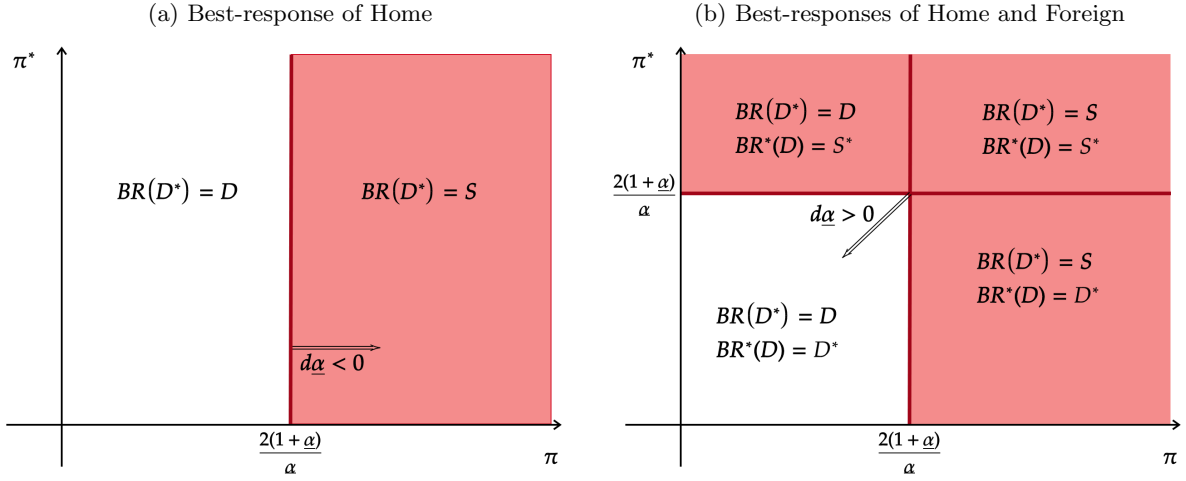 (a) Best-response of Home
π*
BR(D*) = D
BR(D*) = S
dα̲ < 0
2(1 + α̲)
α̲
π
(b) Best-responses of Home and Foreign
π*
BR(D*) = D
BR*(D) = S*
BR(D*) = S
BR*(D) = S*
2(1 + α̲)
α̲
dα̲ > 0
BR(D*) = S
BR*(D) = D*
BR(D*) = D
BR*(D) = D*
2(1 + α̲)
α̲
π